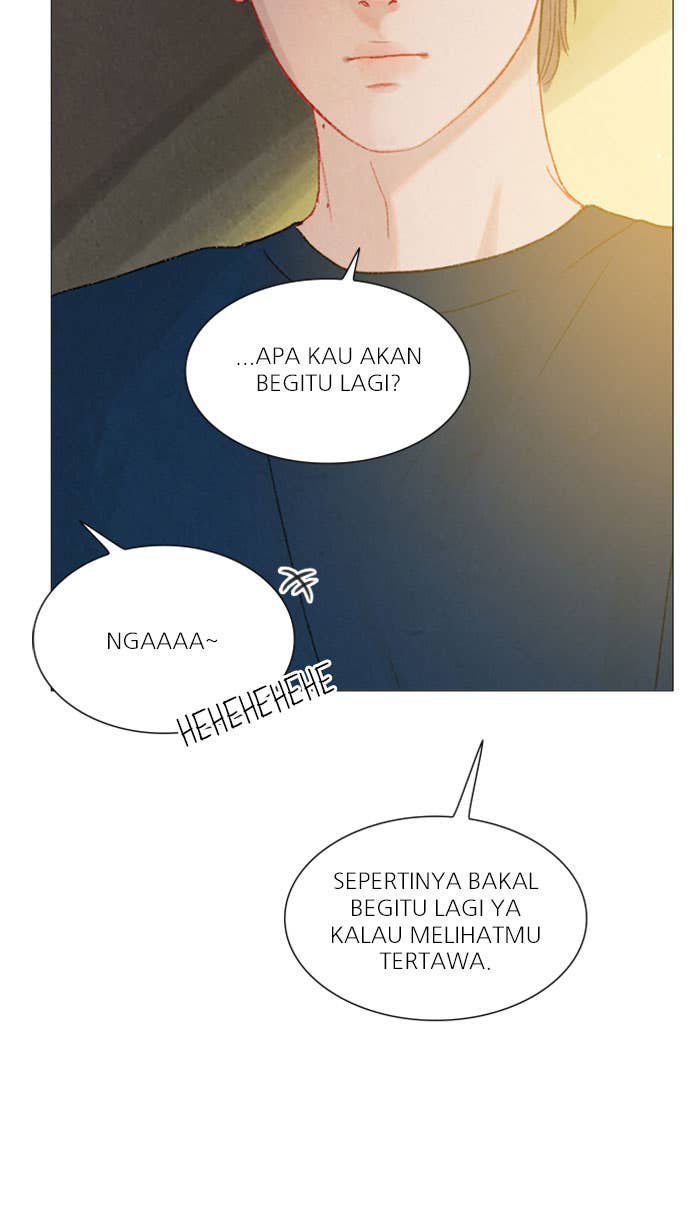 ...APA KAU AKAN
BEGITU LAGI?
NGAAAA~
HEHEHEHEHE
SEPERTINYA BAKAL
BEGITU LAGI YA
KALAU MELIHATMU
TERTAWA.